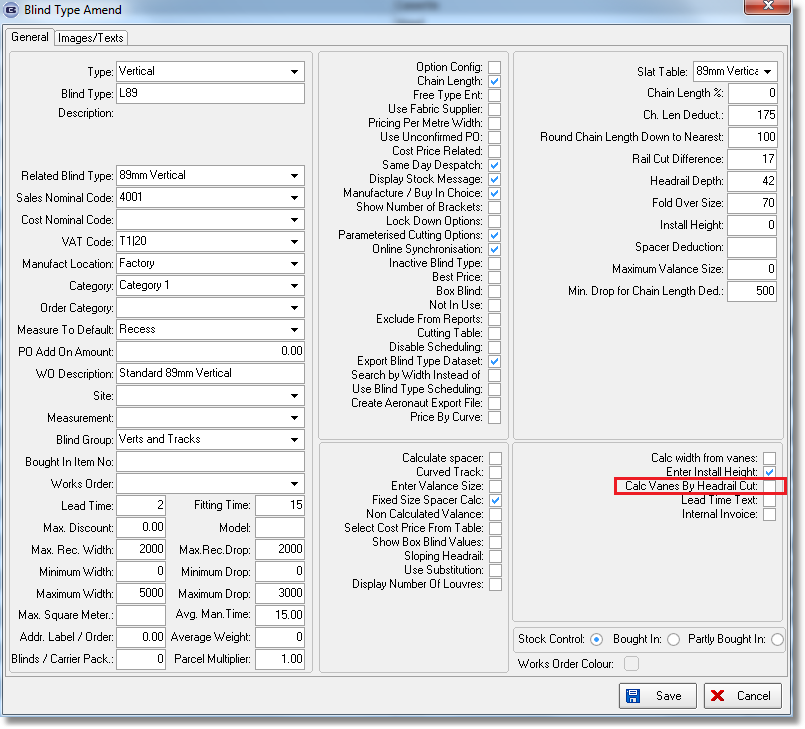 Blind Type Amend
General Images/Texts
Type: Vertical
Blind Type: L89
Description:
Related Blind Type: 89mm Vertical
Sales Nominal Code: 4001
Cost Nominal Code:
VAT Code: T1|20
Manufact Location: Factory
Category: Category 1
Order Category:
Measure To Default: Recess
PO Add On Amount: 0.00
WO Description: Standard 89mm Vertical
Site:
Measurement:
Blind Group: Verts and Tracks
Bought In Item No:
Works Order:
Lead Time: 2 Fitting Time: 15
Max. Discount: 0.00 Model:
Max. Rec. Width: 2000 Max.Rec.Drop: 2000
Minimum Width: 0 Minimum Drop: 0
Maximum Width: 5000 Maximum Drop: 3000
Max. Square Meter.: Avg. Man.Time: 15.00
Addr. Label / Order: 0.00 Average Weight: 0
Blinds / Carrier Pack.: 0 Parcel Multiplier: 1.00
Option Config:
Chain Length:
Free Type Ent:
Use Fabric Supplier:
Pricing Per Metre Width:
Use Unconfirmed PO:
Cost Price Related:
Same Day Despatch:
Display Stock Message:
Manufacture / Buy In Choice:
Show Number of Brackets:
Lock Down Options:
Parameterised Cutting Options:
Online Synchronisation:
Inactive Blind Type:
Best Price:
Box Blind:
Not In Use:
Exclude From Reports:
Cutting Table:
Disable Scheduling:
Export Blind Type Dataset:
Search by Width Instead of
Use Blind Type Scheduling:
Create Aeronaut Export File:
Price By Curve:
Calculate spacer:
Curved Track:
Enter Valance Size:
Fixed Size Spacer Calc:
Non Calculated Valance:
Select Cost Price From Table:
Show Box Blind Values:
Sloping Headrail:
Use Substitution:
Display Number Of Louvres:
Slat Table: 89mm Vertica
Chain Length %: 0
Ch. Len Deduct.: 175
Round Chain Length Down to Nearest: 100
Rail Cut Difference: 17
Headrail Depth: 42
Fold Over Size: 70
Install Height: 0
Spacer Deduction:
Maximum Valance Size: 0
Min. Drop for Chain Length Ded.: 500
Calc width from vanes:
Enter Install Height:
Calc Vanes By Headrail Cut:
Lead Time Text:
Internal Invoice:
Stock Control: Bought In: Partly Bought In:
Works Order Colour:
Save Cancel